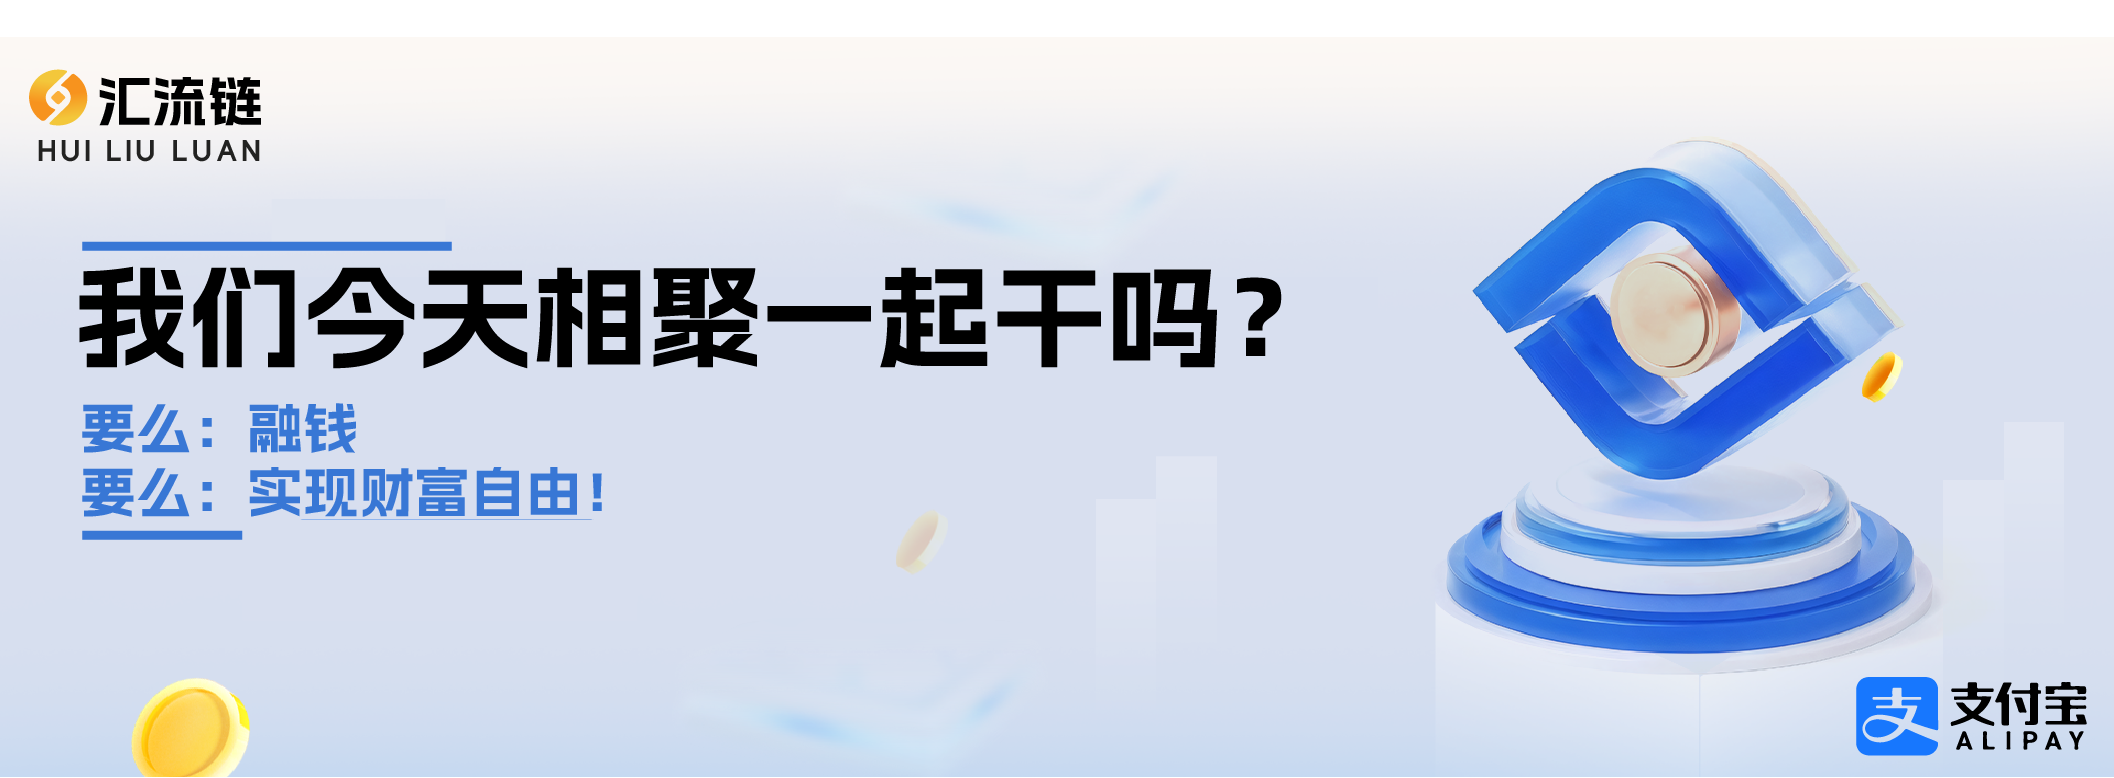 汇流链
HUI LIU LUAN
我们今天相聚一起干吗？
要么：融钱
要么：实现财富自由！
支付宝
ALIPAY